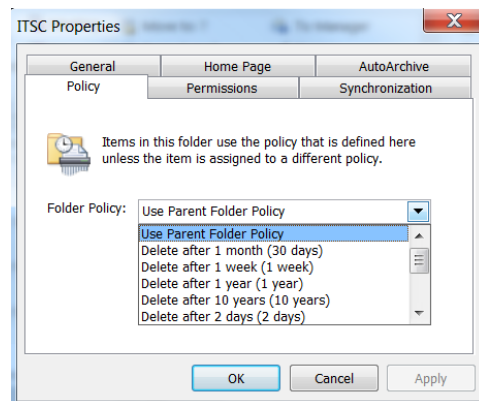 ITSC Properties
General Home Page AutoArchive
Policy Permissions Synchronization
Items in this folder use the policy that is defined here
unless the item is assigned to a different policy.
Folder Policy: Use Parent Folder Policy
Use Parent Folder Policy
Delete after 1 month (30 days)
Delete after 1 week (1 week)
Delete after 1 year (1 year)
Delete after 10 years (10 years)
Delete after 2 days (2 days)
OK Cancel Apply